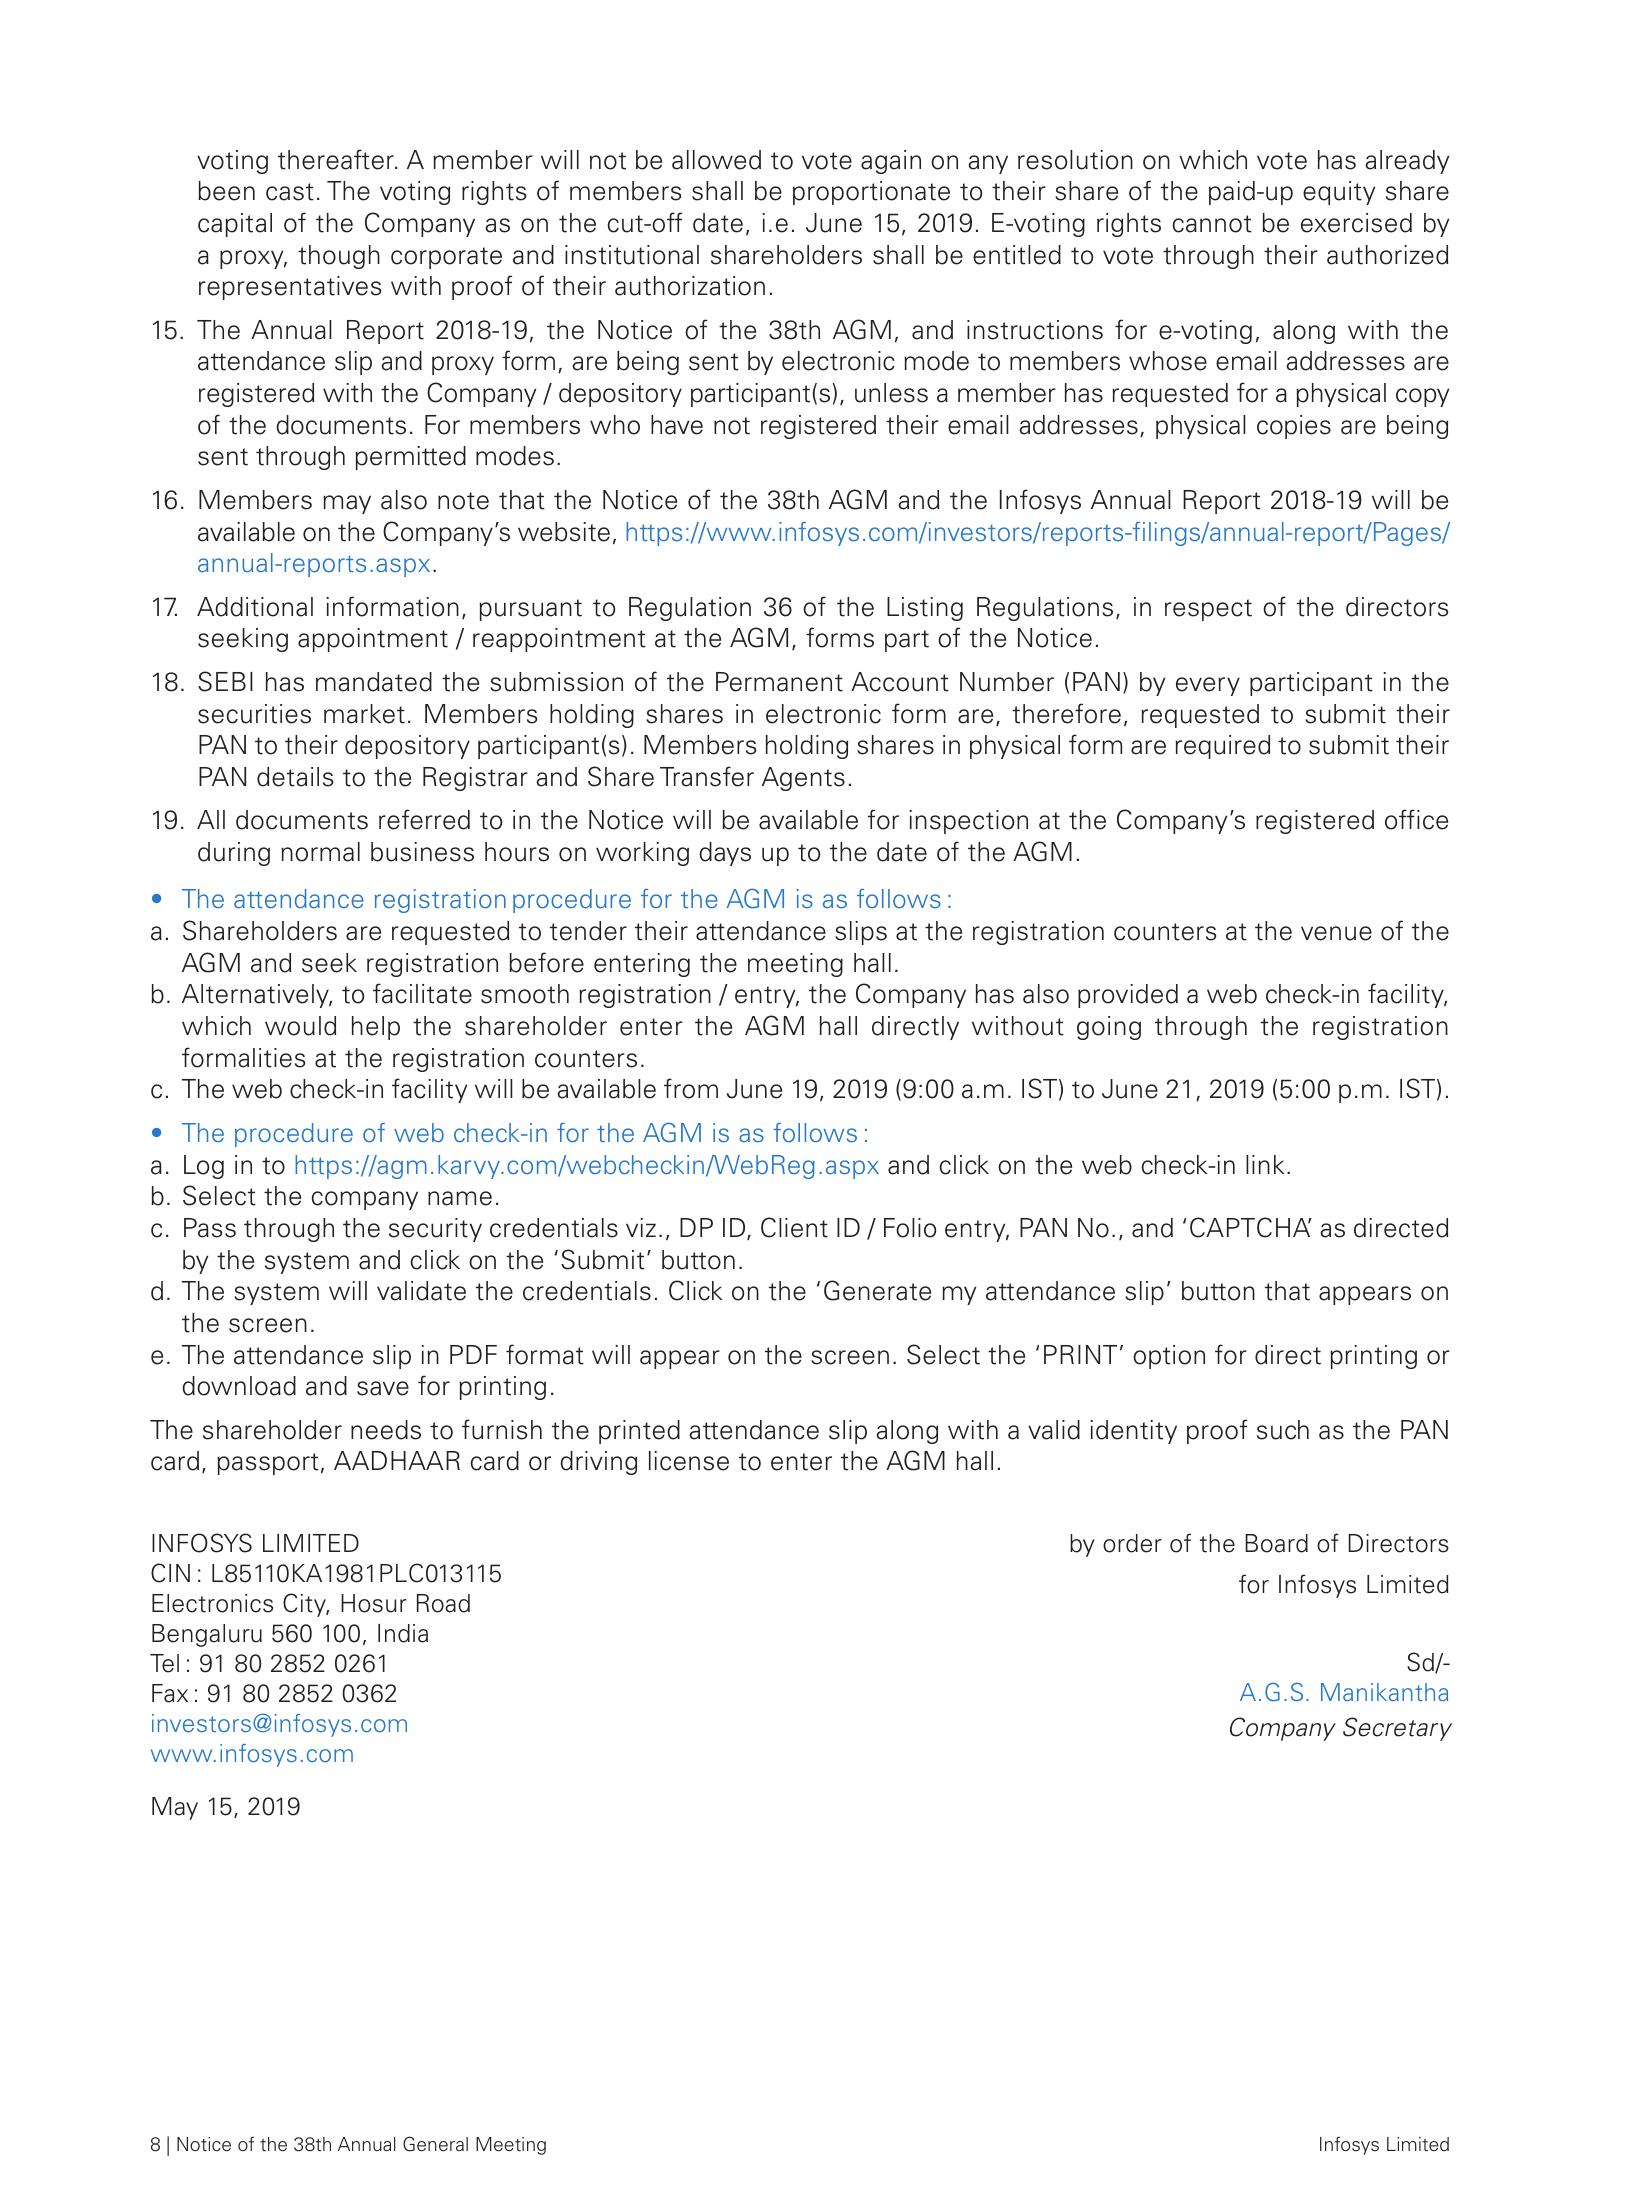 voting thereafter. A member will not be allowed to vote again on any resolution on which vote has already
been cast. The voting rights of members shall be proportionate to their share of the paid-up equity share
capital of the Company as on the cut-off date, i.e. June 15, 2019. E-voting rights cannot be exercised by
a proxy, though corporate and institutional shareholders shall be entitled to vote through their authorized
representatives with proof of their authorization.
15. The Annual Report 2018-19, the Notice of the 38th AGM, and instructions for e-voting, along with the
attendance slip and proxy form, are being sent by electronic mode to members whose email addresses are
registered with the Company / depository participant(s), unless a member has requested for a physical copy
of the documents. For members who have not registered their email addresses, physical copies are being
sent through permitted modes.
16. Members may also note that the Notice of the 38th AGM and the Infosys Annual Report 2018-19 will be
available on the Company's website, https://www.infosys.com/investors/reports-filings/annual-report/Pages/
annual-reports.aspx.
17. Additional information, pursuant to Regulation 36 of the Listing Regulations, in respect of the directors
seeking appointment / reappointment at the AGM, forms part of the Notice.
18. SEBI has mandated the submission of the Permanent Account Number (PAN) by every participant in the
securities market. Members holding shares in electronic form are, therefore, requested to submit their
PAN to their depository participant(s). Members holding shares in physical form are required to submit their
PAN details to the Registrar and Share Transfer Agents.
19. All documents referred to in the Notice will be available for inspection at the Company's registered office
during normal business hours on working days up to the date of the AGM.
• The attendance registration procedure for the AGM is as follows :
a. Shareholders are requested to tender their attendance slips at the registration counters at the venue of the
AGM and seek registration before entering the meeting hall.
b. Alternatively, to facilitate smooth registration / entry, the Company has also provided a web check-in facility,
which would help the shareholder enter the AGM hall directly without going through the registration
formalities at the registration counters.
c. The web check-in facility will be available from June 19, 2019 (9:00 a.m. IST) to June 21, 2019 (5:00 p.m. IST).
• The procedure of web check-in for the AGM is as follows :
a. Log in to https://agm.karvy.com/webcheckin/WebReg.aspx and click on the web check-in link.
b. Select the company name.
c. Pass through the security credentials viz., DP ID, Client ID / Folio entry, PAN No., and ‘CAPTCHA’ as directed
by the system and click on the ‘Submit’ button.
d. The system will validate the credentials. Click on the ‘Generate my attendance slip’ button that appears on
the screen.
e. The attendance slip in PDF format will appear on the screen. Select the ‘PRINT’ option for direct printing or
download and save for printing.
The shareholder needs to furnish the printed attendance slip along with a valid identity proof such as the PAN
card, passport, AADHAAR card or driving license to enter the AGM hall.
INFOSYS LIMITED
CIN : L85110KA1981PLC013115
Electronics City, Hosur Road
Bengaluru 560 100, India
Tel : 91 80 2852 0261
Fax : 91 80 2852 0362
investors@infosys.com
www.infosys.com
May 15, 2019
by order of the Board of Directors
for Infosys Limited
Sd/-
A.G.S. Manikantha
Company Secretary
8 | Notice of the 38th Annual General Meeting
Infosys Limited